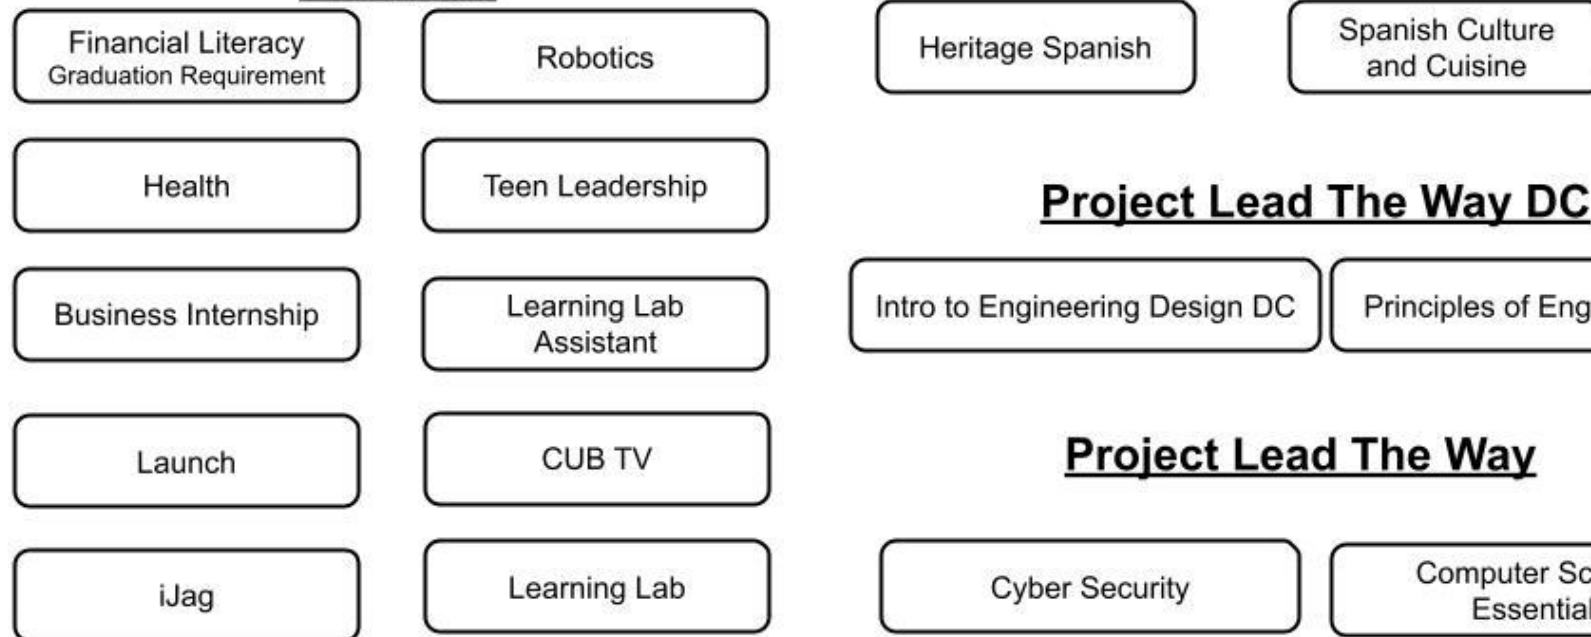 Financial Literacy
Graduation Requirement
Robotics
Health
Teen Leadership
Business Internship
Learning Lab
Assistant
Launch
CUB TV
iJag
Learning Lab
Heritage Spanish
Spanish Culture
and Cuisine
Project Lead The Way DC
Intro to Engineering Design DC
Principles of Eng
Project Lead The Way
Cyber Security
Computer Sc
Essential